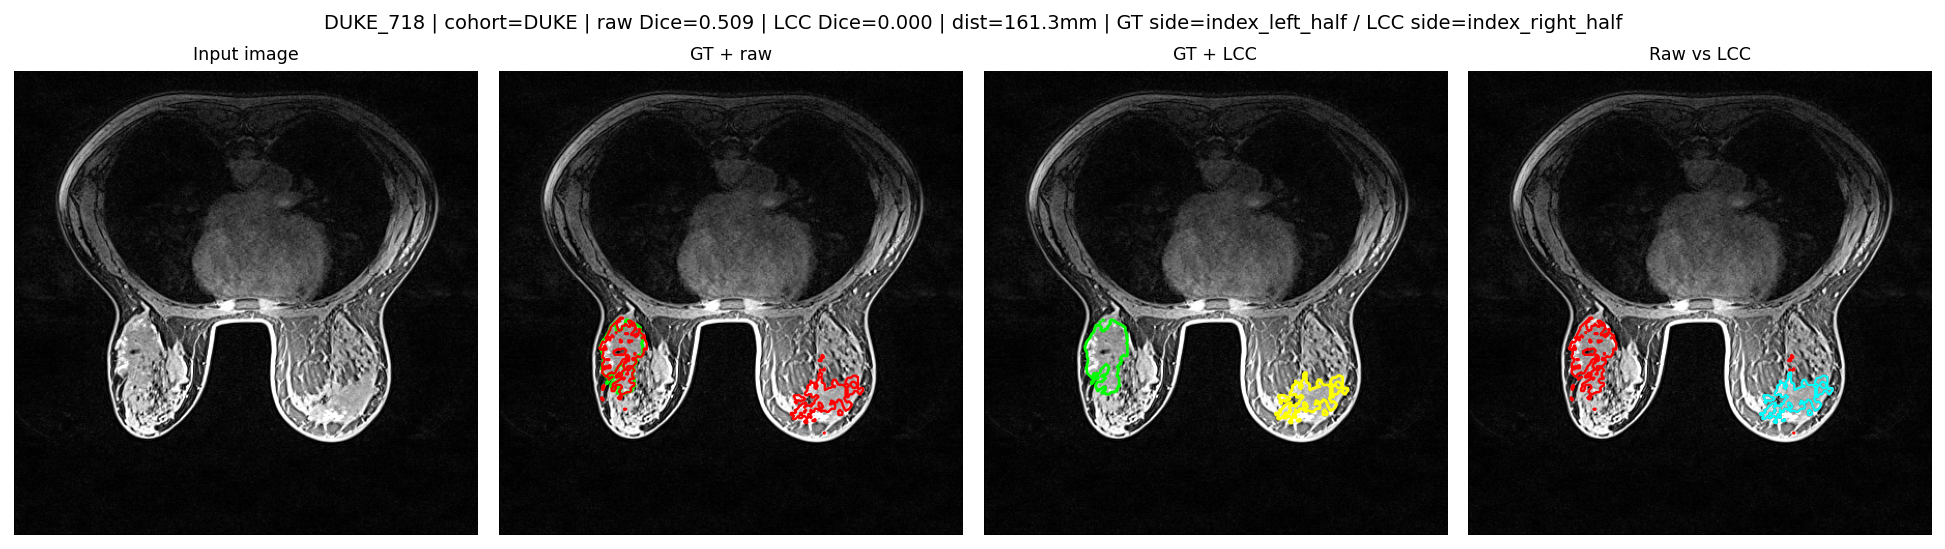 DUKE_718 | cohort=DUKE | raw Dice=0.509 | LCC Dice=0.000 | dist=161.3mm | GT side=index_left_half / LCC side=index_right_half
Input image
GT + raw
GT + LCC
Raw vs LCC